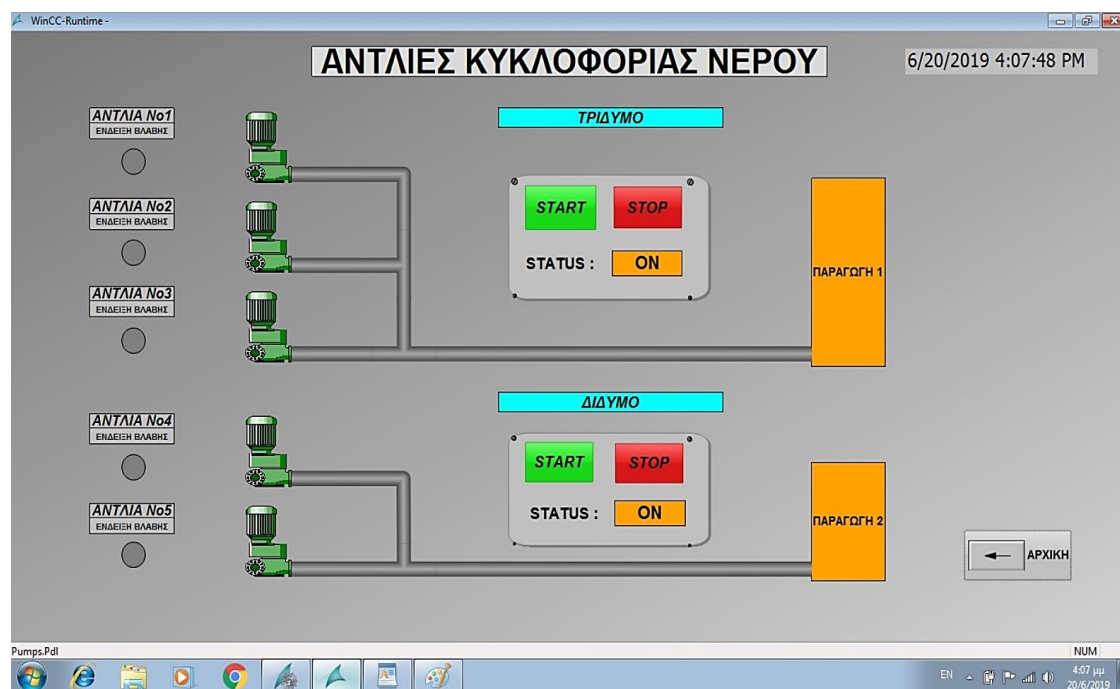 WinCC-Runtime -
ΑΝΤΛΙΕΣ ΚΥΚΛΟΦΟΡΙΑΣ ΝΕΡΟΥ
6/20/2019 4:07:48 PM
ΑΝΤΛΙΑ Νο1
ΕΝΔΕΙΞΗ ΒΛΑΒΗΣ
ΤΡΙΔΥΜΟ
ΑΝΤΛΙΑ Νο2
ΕΝΔΕΙΞΗ ΒΛΑΒΗΣ
START
STOP
STATUS :
ON
ΠΑΡΑΓΩΓΗ 1
ΑΝΤΛΙΑ Νο3
ΕΝΔΕΙΞΗ ΒΛΑΒΗΣ
ΔΙΔΥΜΟ
ΑΝΤΛΙΑ Νο4
ΕΝΔΕΙΞΗ ΒΛΑΒΗΣ
START
STOP
STATUS :
ON
ΠΑΡΑΓΩΓΗ 2
ΑΝΤΛΙΑ Νο5
ΕΝΔΕΙΞΗ ΒΛΑΒΗΣ
ΑΡΧΙΚΗ
Pumps.Pdl
NUM
EN
4:07 μμ
20/6/2019